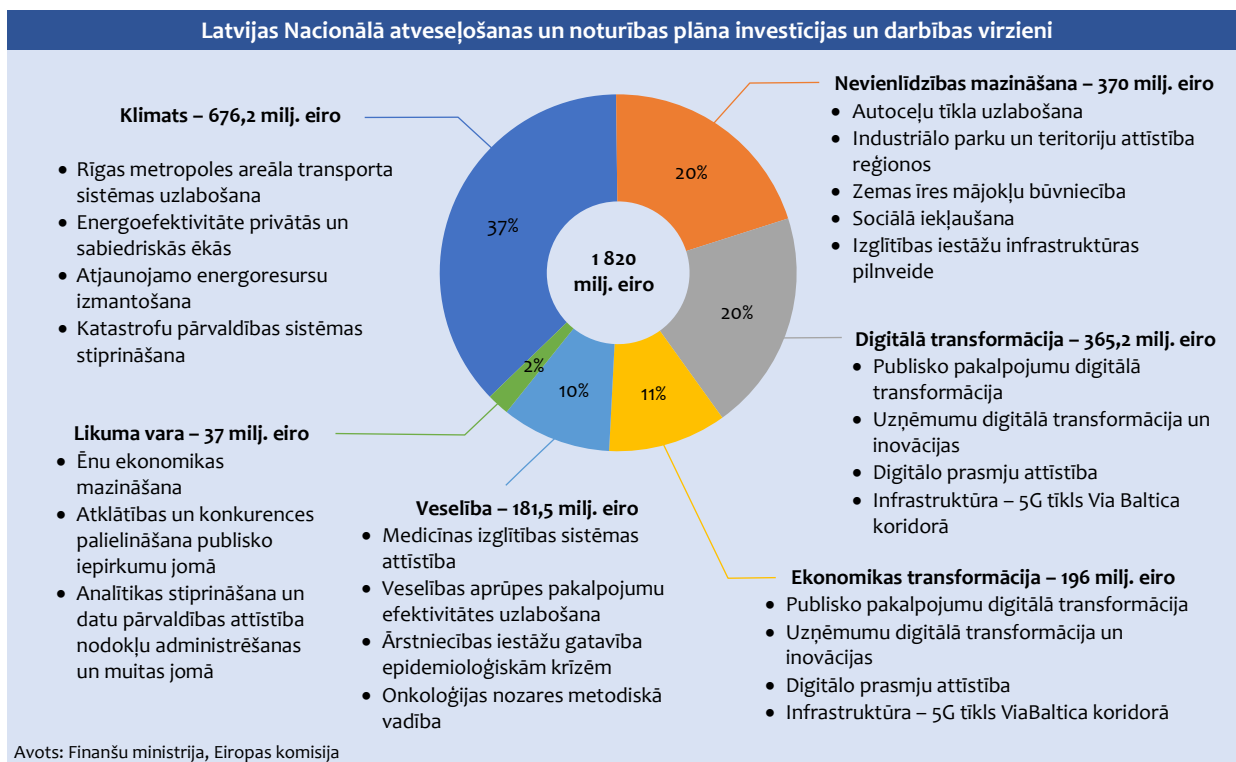 Latvijas Nacionālā atveseļošanas un noturības plāna investīcijas un darbības virzieni
Klimats – 676,2 milj. eiro
• Rīgas metropoles areāla transporta
sistēmas uzlabošana
• Energoefektivitāte privātās un
sabiedriskās ēkās
• Atjaunojamo energoresursu
izmantošana
• Katastrofu pārvaldības sistēmas
stiprināšana
Nevienlīdzības mazināšana – 370 milj. eiro
• Autoceļu tīkla uzlabošana
• Industriālo parku un teritoriju attīstība
reģionos
• Zemas īres mājokļu būvniecība
• Sociālā iekļaušana
• Izglītības iestāžu infrastruktūras
pilnveide
20%
37%
1 820
milj. eiro
20%
2%
10%
11%
Digitālā transformācija – 365,2 milj. eiro
• Publisko pakalpojumu digitālā
transformācija
• Uzņēmumu digitālā transformācija un
inovācijas
• Digitālo prasmju attīstība
• Infrastruktūra – 5G tīkls Via Baltica
koridorā
Likuma vara – 37 milj. eiro
• Ēnu ekonomikas
mazināšana
• Atklātības un konkurences
palielināšana publisko
iepirkumu jomā
• Analītikas stiprināšana un
datu pārvaldības attīstība
nodokļu administrēšanas
un muitas jomā
Veselība – 181,5 milj. eiro
• Medicīnas izglītības sistēmas
attīstība
• Veselības aprūpes pakalpojumu
efektivitātes uzlabošana
• Ārstniecības iestāžu gatavība
epidemioloģiskām krīzēm
• Onkoloģijas nozares metodiskā
vadība
Ekonomikas transformācija – 196 milj. eiro
• Publisko pakalpojumu digitālā transformācija
• Uzņēmumu digitālā transformācija un
inovācijas
• Digitālo prasmju attīstība
• Infrastruktūra – 5G tīkls ViaBaltica koridorā
Avots: Finanšu ministrija, Eiropas komisija